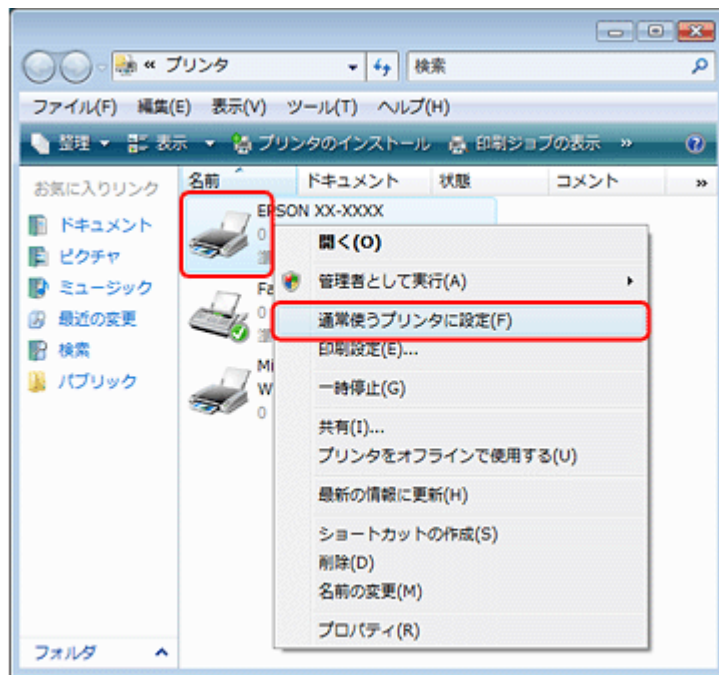 « プリンタ
検索
ファイル(F) 編集(E) 表示(V) ツール(T) ヘルプ(H)
整理 表示 プリンタのインストール 印刷ジョブの表示 »
お気に入りリンク
ドキュメント
ピクチャ
ミュージック
最近の変更
検索
パブリック
フォルダ
名前 ドキュメント 状態 コメント »
EPSON XX-XXXX
0
Fa
0
Mi
W
0
開く(O)
管理者として実行(A)
通常使うプリンタに設定(F)
印刷設定(E)...
一時停止(G)
共有(I)...
プリンタをオフラインで使用する(U)
最新の情報に更新(H)
ショートカットの作成(S)
削除(D)
名前の変更(M)
プロパティ(R)